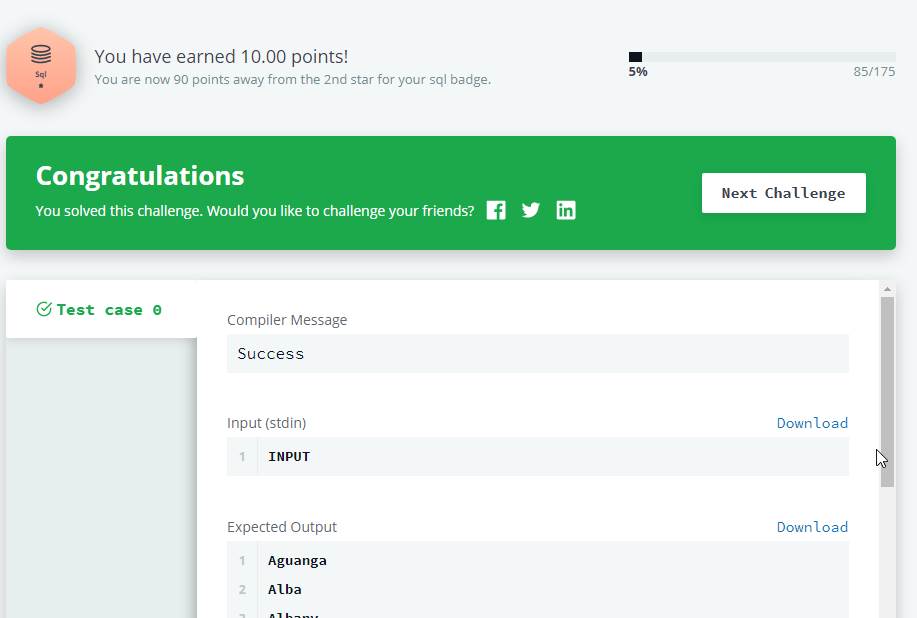 Sql
You have earned 10.00 points!
You are now 90 points away from the 2nd star for your sql badge.
5%
85/175
Congratulations
You solved this challenge. Would you like to challenge your friends?
Next Challenge
Test case 0
Compiler Message
Success
Input (stdin)
Download
1 INPUT
Expected Output
Download
1 Aguanga
2 Alba
3 Albany